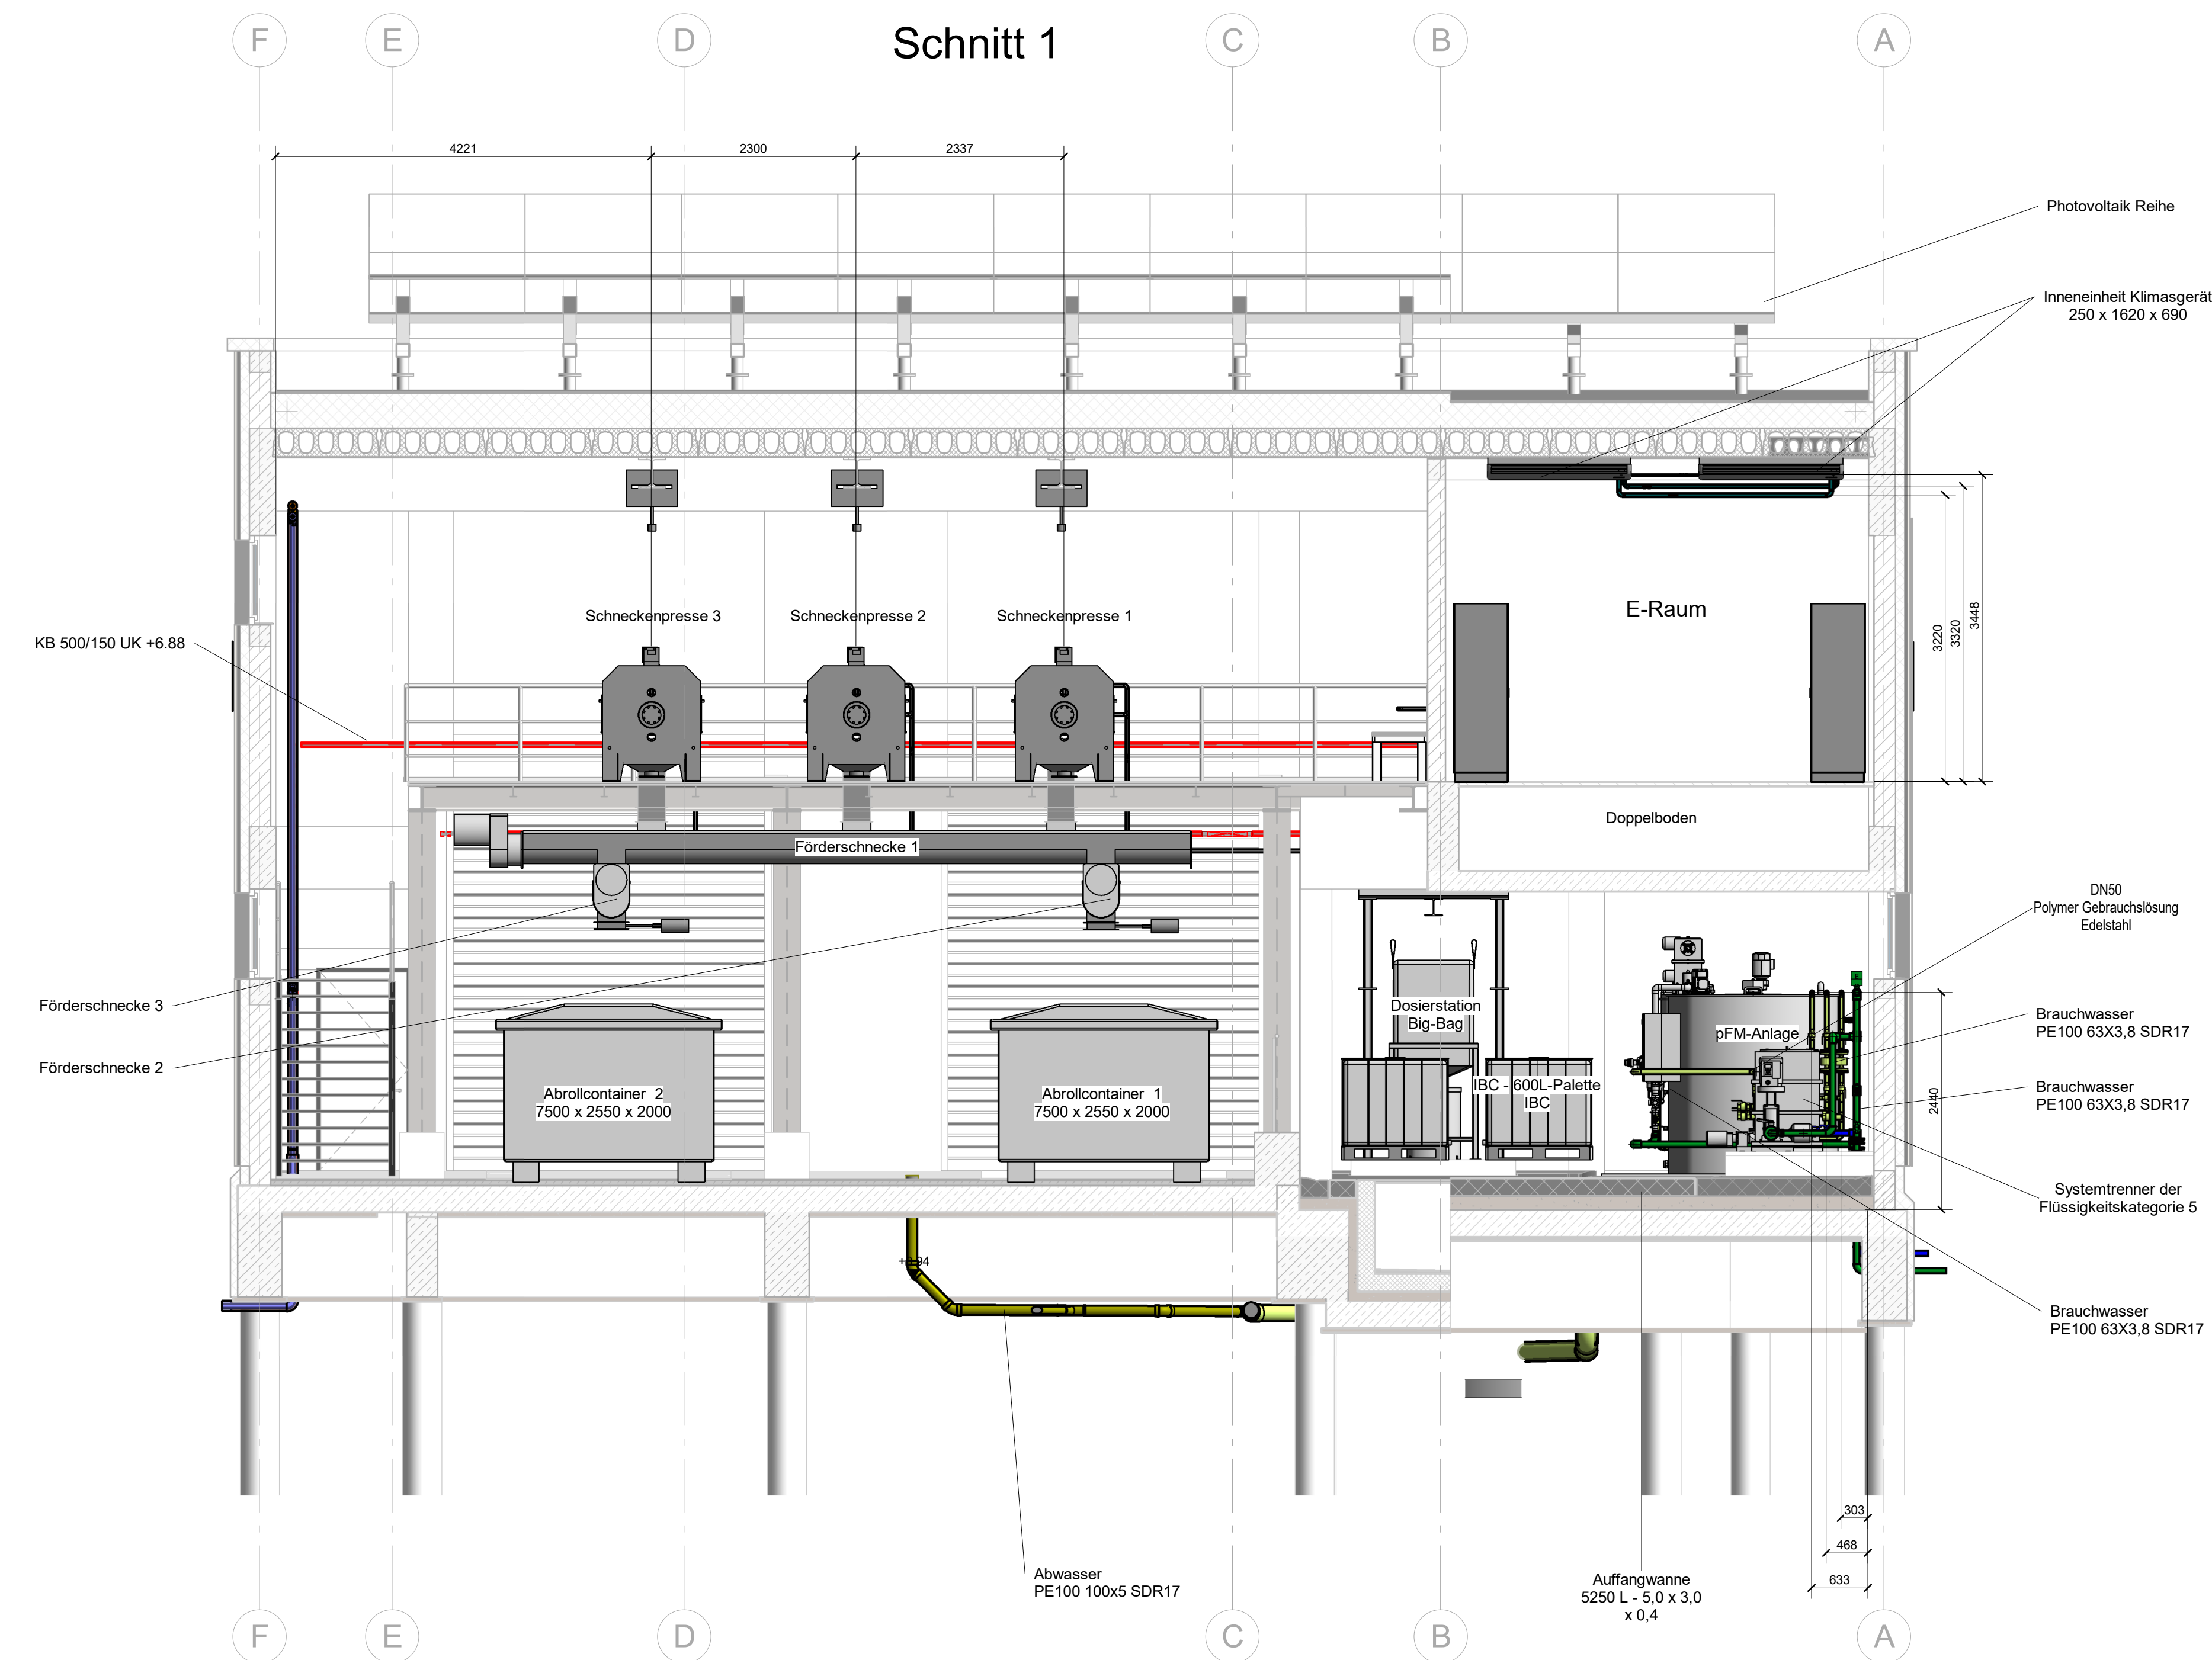 Schnitt 1
F
E
D
C
B
A
4221
2300
2337
Photovoltaik Reihe
Inneneinheit Klimasgerät
250 x 1620 x 690
Schneckenpresse 3
Schneckenpresse 2
Schneckenpresse 1
E-Raum
KB 500/150 UK +6.88
3220
3320
3448
Doppelboden
Förderschnecke 1
DN50
Polymer Gebrauchslösung
Edelstahl
Förderschnecke 3
Förderschnecke 2
Dosierstation
Big-Bag
pFM-Anlage
Brauchwasser
PE100 63X3,8 SDR17
Abrollcontainer 2
7500 x 2550 x 2000
Abrollcontainer 1
7500 x 2550 x 2000
IBC - 600L-Palette
IBC
Brauchwasser
PE100 63X3,8 SDR17
2440
Systemtrenner der
Flüssigkeitskategorie 5
Brauchwasser
PE100 63X3,8 SDR17
303
468
633
Abwasser
PE100 100x5 SDR17
Auffangwanne
5250 L - 5,0 x 3,0
x 0,4
F
E
D
C
B
A